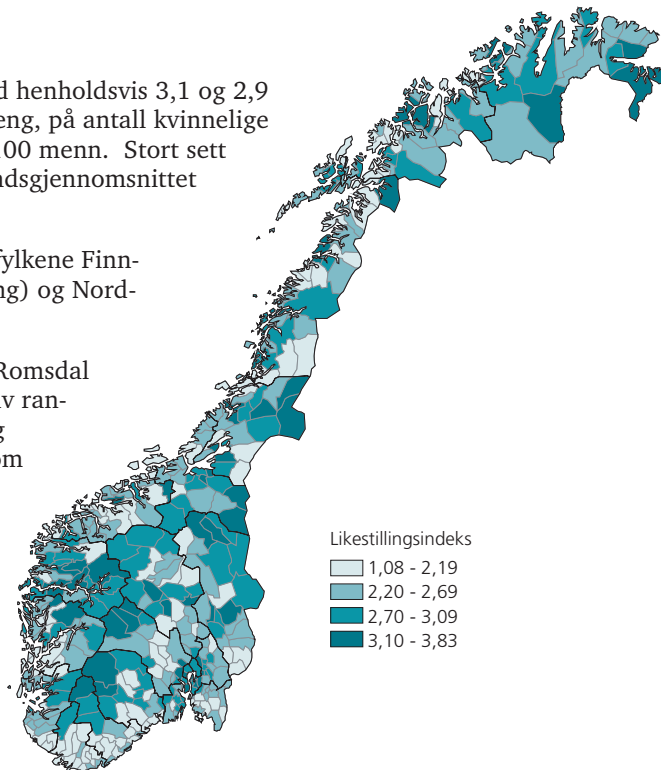 d henholdsvis 3,1 og 2,9
eng, på antall kvinnelige
100 menn. Stort sett
ndsgjennomsnittet
fylkene Finn-
ng) og Nord-
Romsdal
v ran-
g
om
Likestillingsindeks
1,08 - 2,19
2,20 - 2,69
2,70 - 3,09
3,10 - 3,83